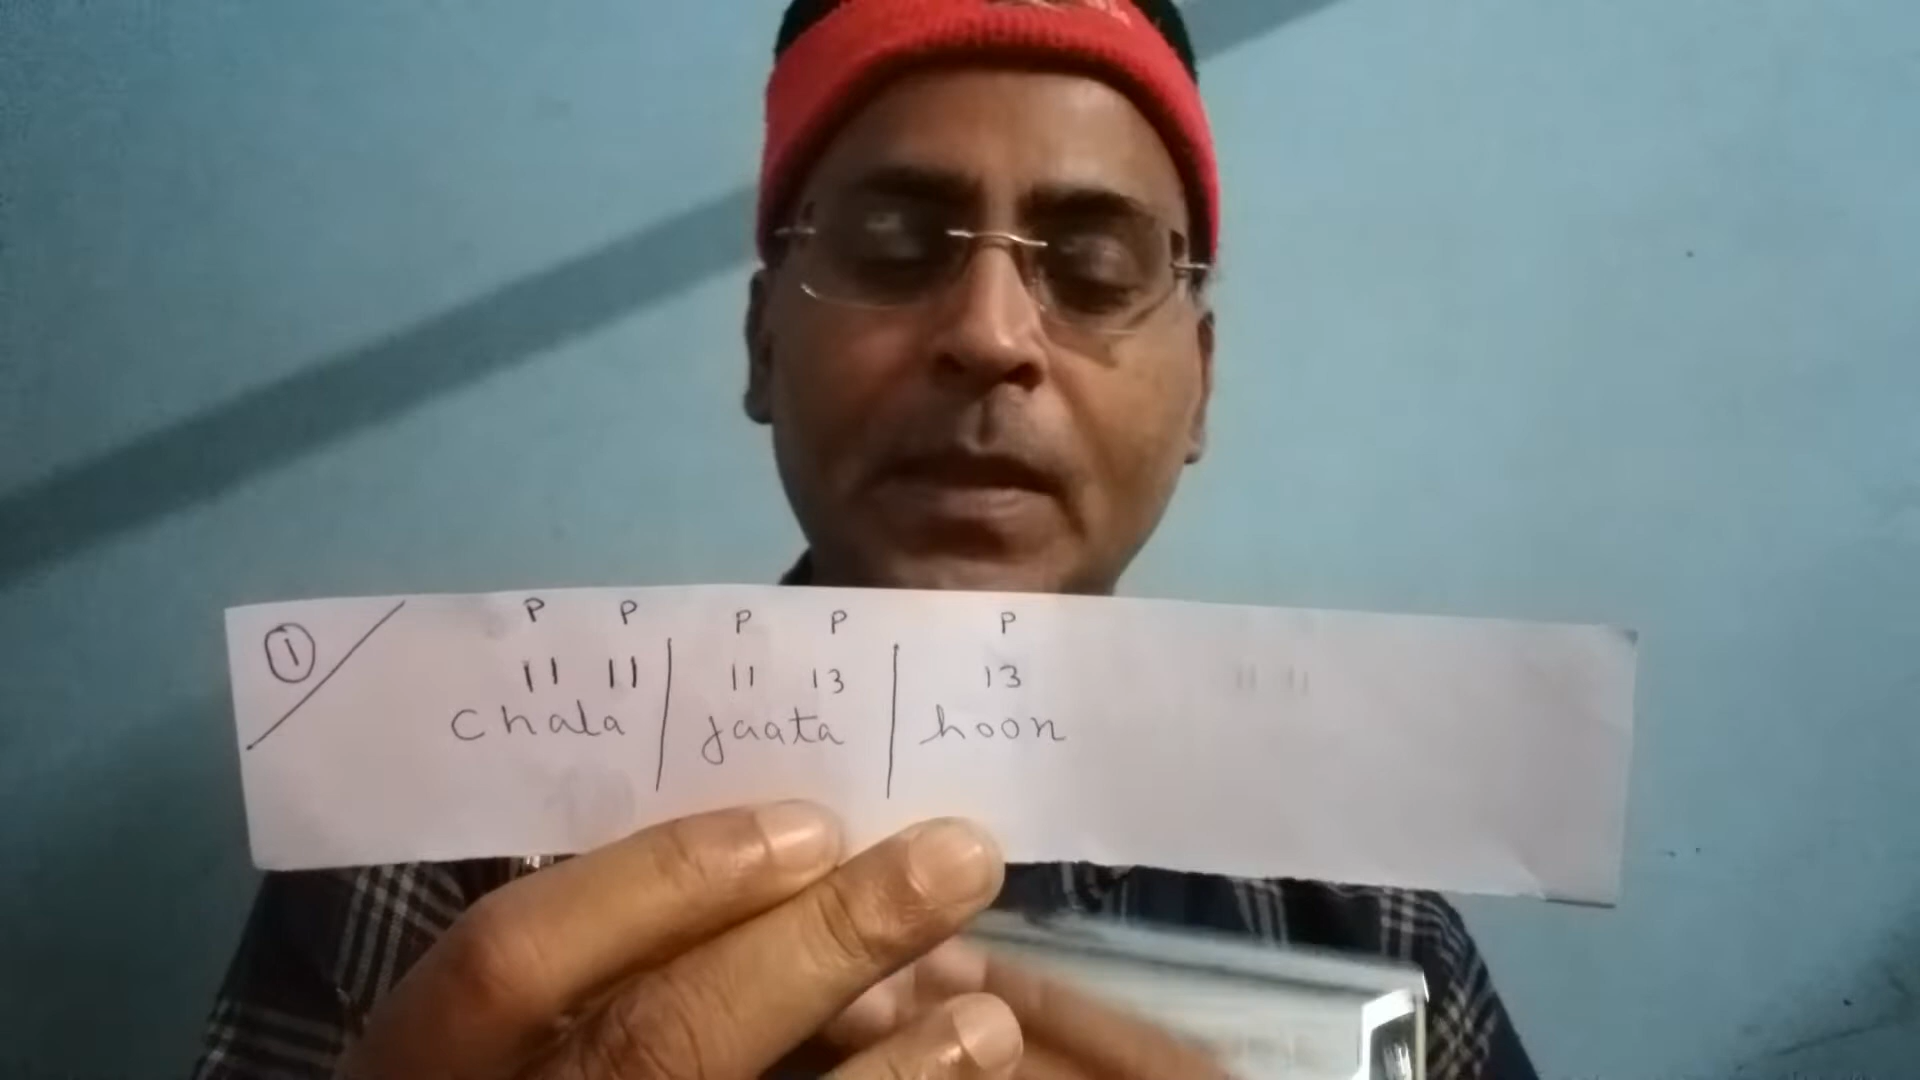 ① P P P P P
11 11 | 11 13 | 13
Chala | jaata | hoon